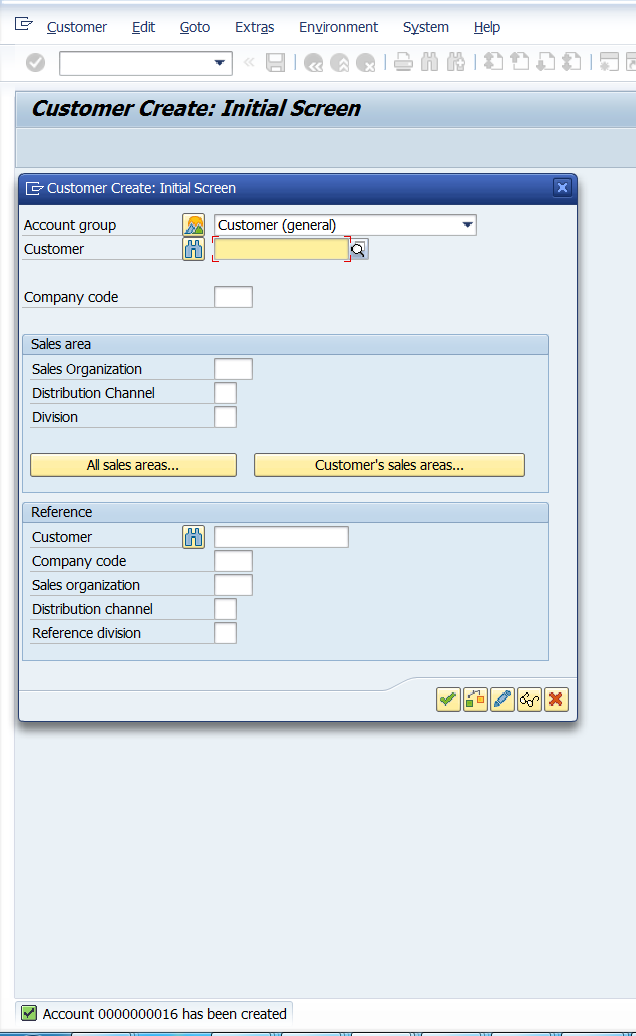 Customer Edit Goto Extras Environment System Help
Customer Create: Initial Screen
Customer Create: Initial Screen
Account group Customer (general)
Customer
Company code
Sales area
Sales Organization
Distribution Channel
Division
All sales areas... Customer's sales areas...
Reference
Customer
Company code
Sales organization
Distribution channel
Reference division
Account 0000000016 has been created